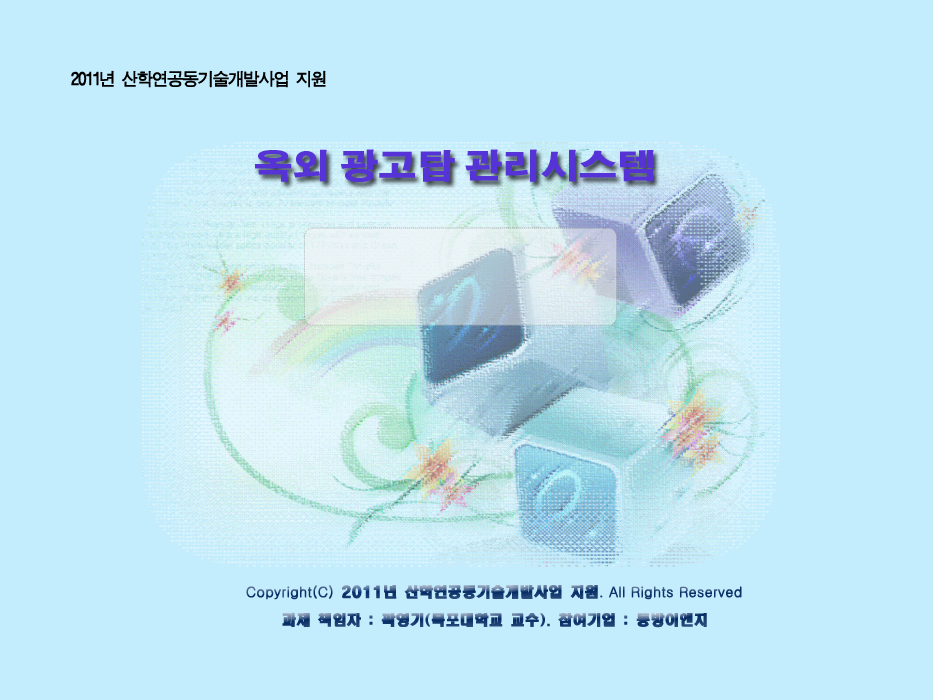 2011년 산학연공동기술개발사업 지원
옥외 광고탑 관리시스템
Copyright(C) 2011년 산학연공동기술개발사업 지원. All Rights Reserved
과제 책임자 : 곽영기(목포대학교 교수). 참여기업 : 동방이엔지